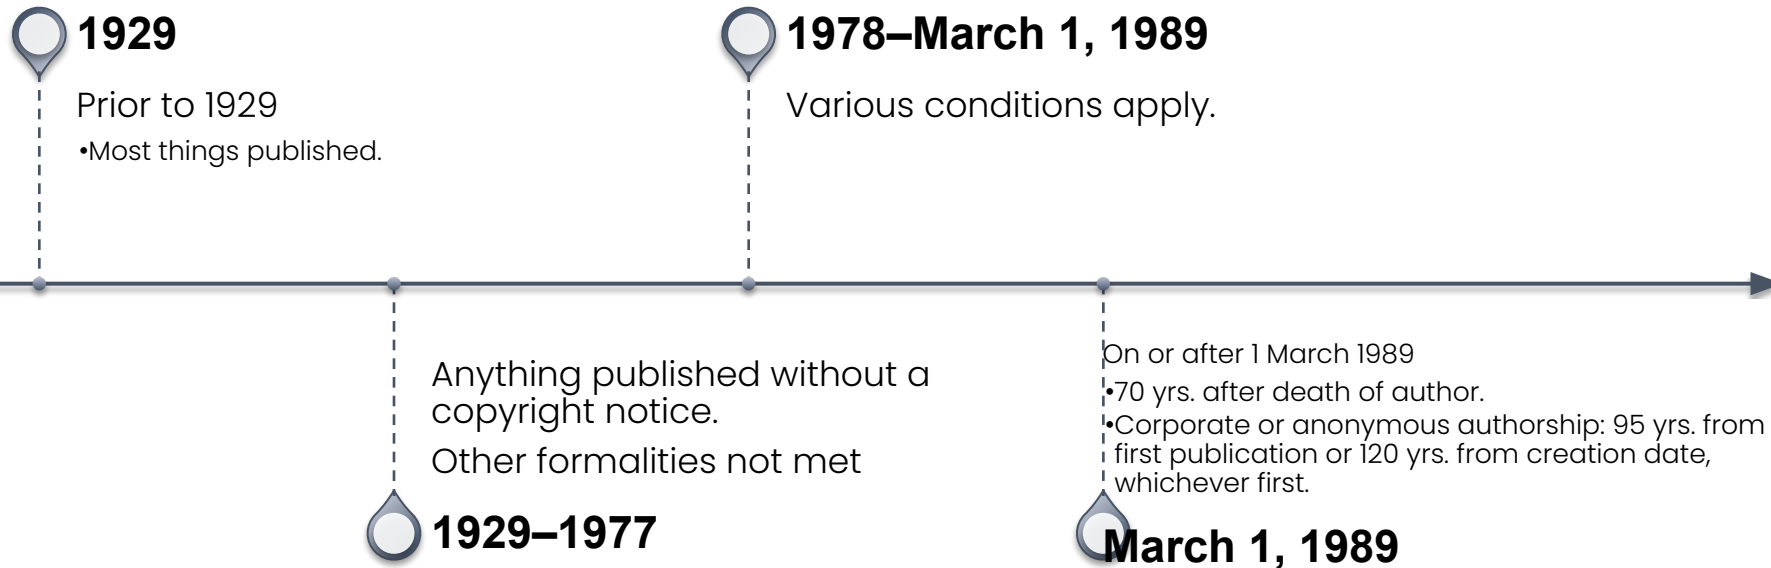 1929
Prior to 1929
•Most things published.
1978–March 1, 1989
Various conditions apply.
Anything published without a
copyright notice.
Other formalities not met
1929–1977
On or after 1 March 1989
•70 yrs. after death of author.
•Corporate or anonymous authorship: 95 yrs. from
first publication or 120 yrs. from creation date,
whichever first.
March 1, 1989